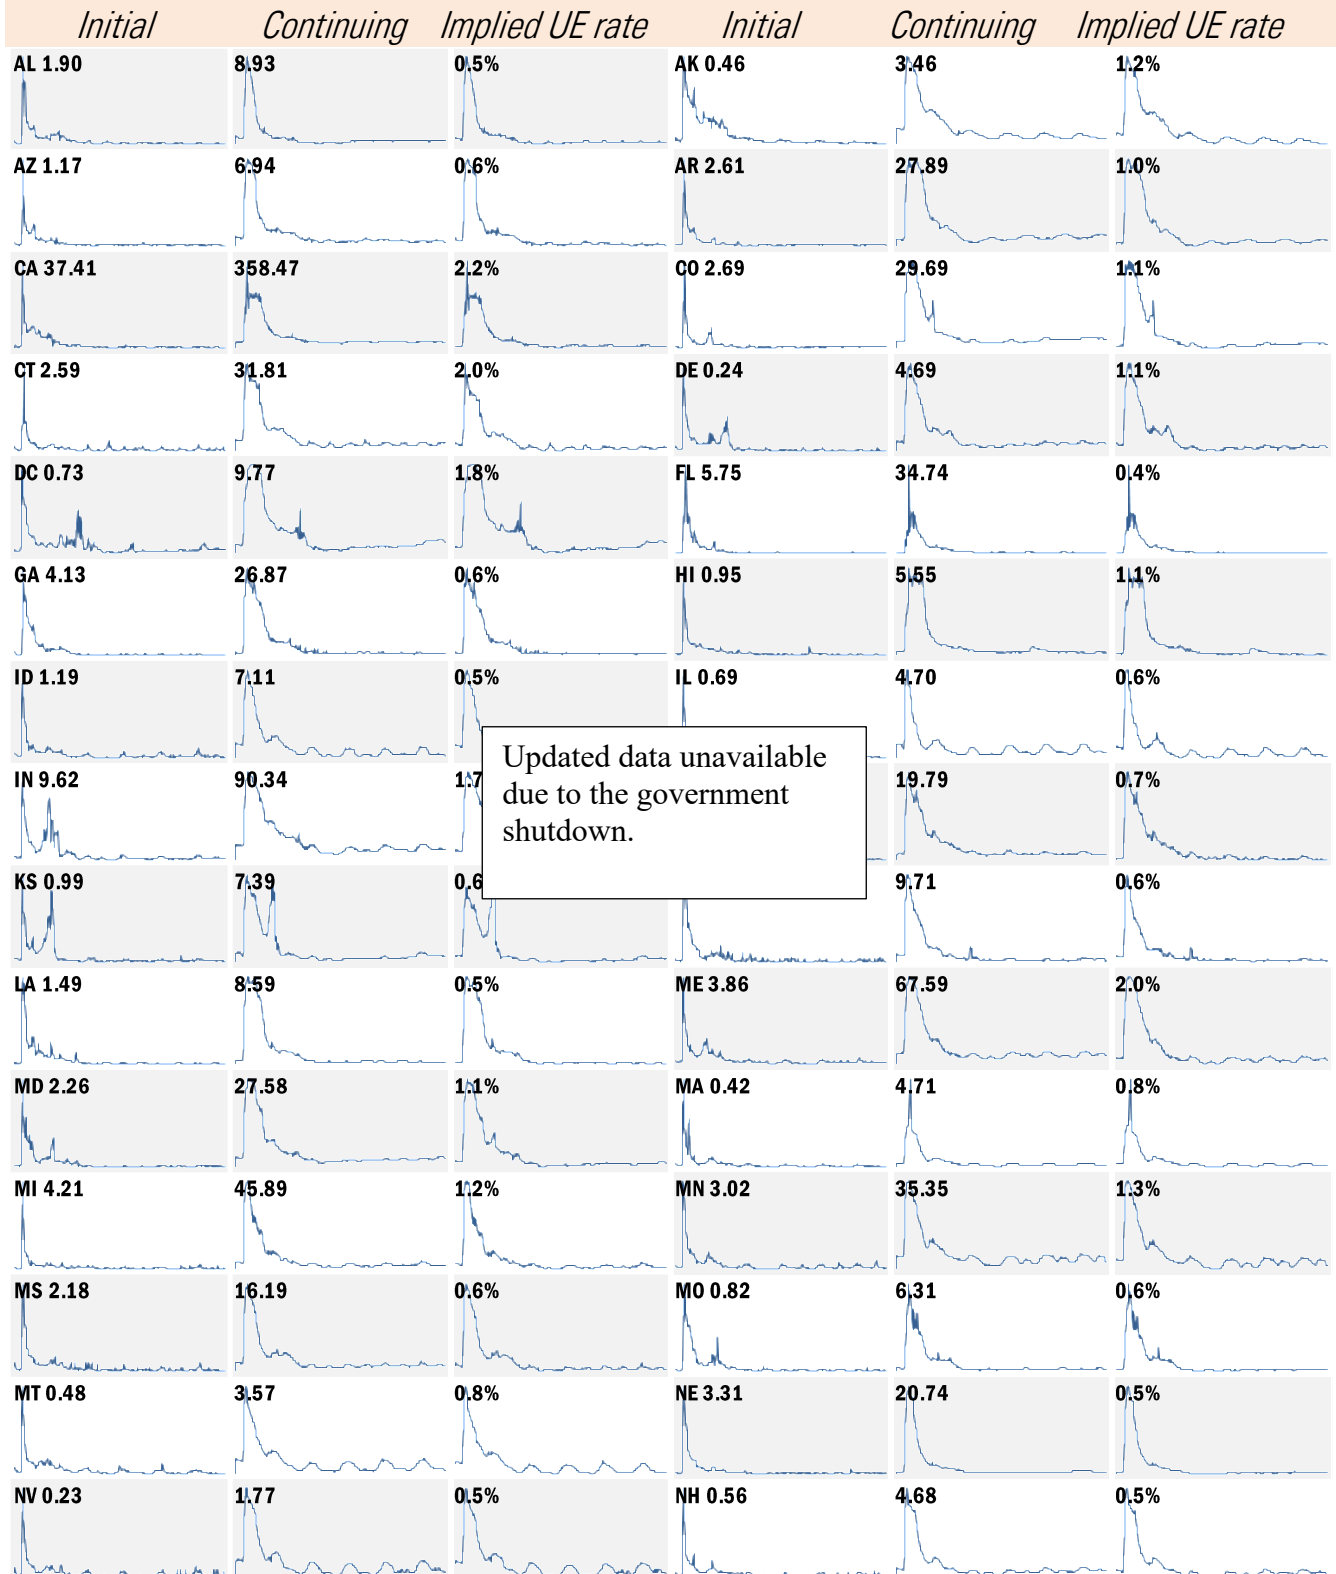 Initial Continuing Implied UE rate Initial Continuing Implied UE rate
AL 1.90 8.93 0.5% AK 0.46 3.46 1.2%
AZ 1.17 6.94 0.6% AR 2.61 27.89 1.0%
CA 37.41 358.47 2.2% CO 2.69 29.69 1.1%
CT 2.59 31.81 2.0% DE 0.24 4.69 1.1%
DC 0.73 9.77 1.8% FL 5.75 34.74 0.4%
GA 4.13 26.87 0.6% HI 0.95 5.55 1.1%
ID 1.19 7.11 0.5% IL 0.69 4.70 0.6%
Updated data unavailable
due to the government
shutdown.
IN 9.62 90.34 1.7 19.79 0.7%
KS 0.99 7.39 0.6 9.71 0.6%
LA 1.49 8.59 0.5% ME 3.86 67.59 2.0%
MD 2.26 27.58 1.1% MA 0.42 4.71 0.8%
MI 4.21 45.89 1.2% MN 3.02 35.35 1.3%
MS 2.18 16.19 0.6% MO 0.82 6.31 0.6%
MT 0.48 3.57 0.8% NE 3.31 20.74 0.5%
NV 0.23 1.77 0.5% NH 0.56 4.68 0.5%